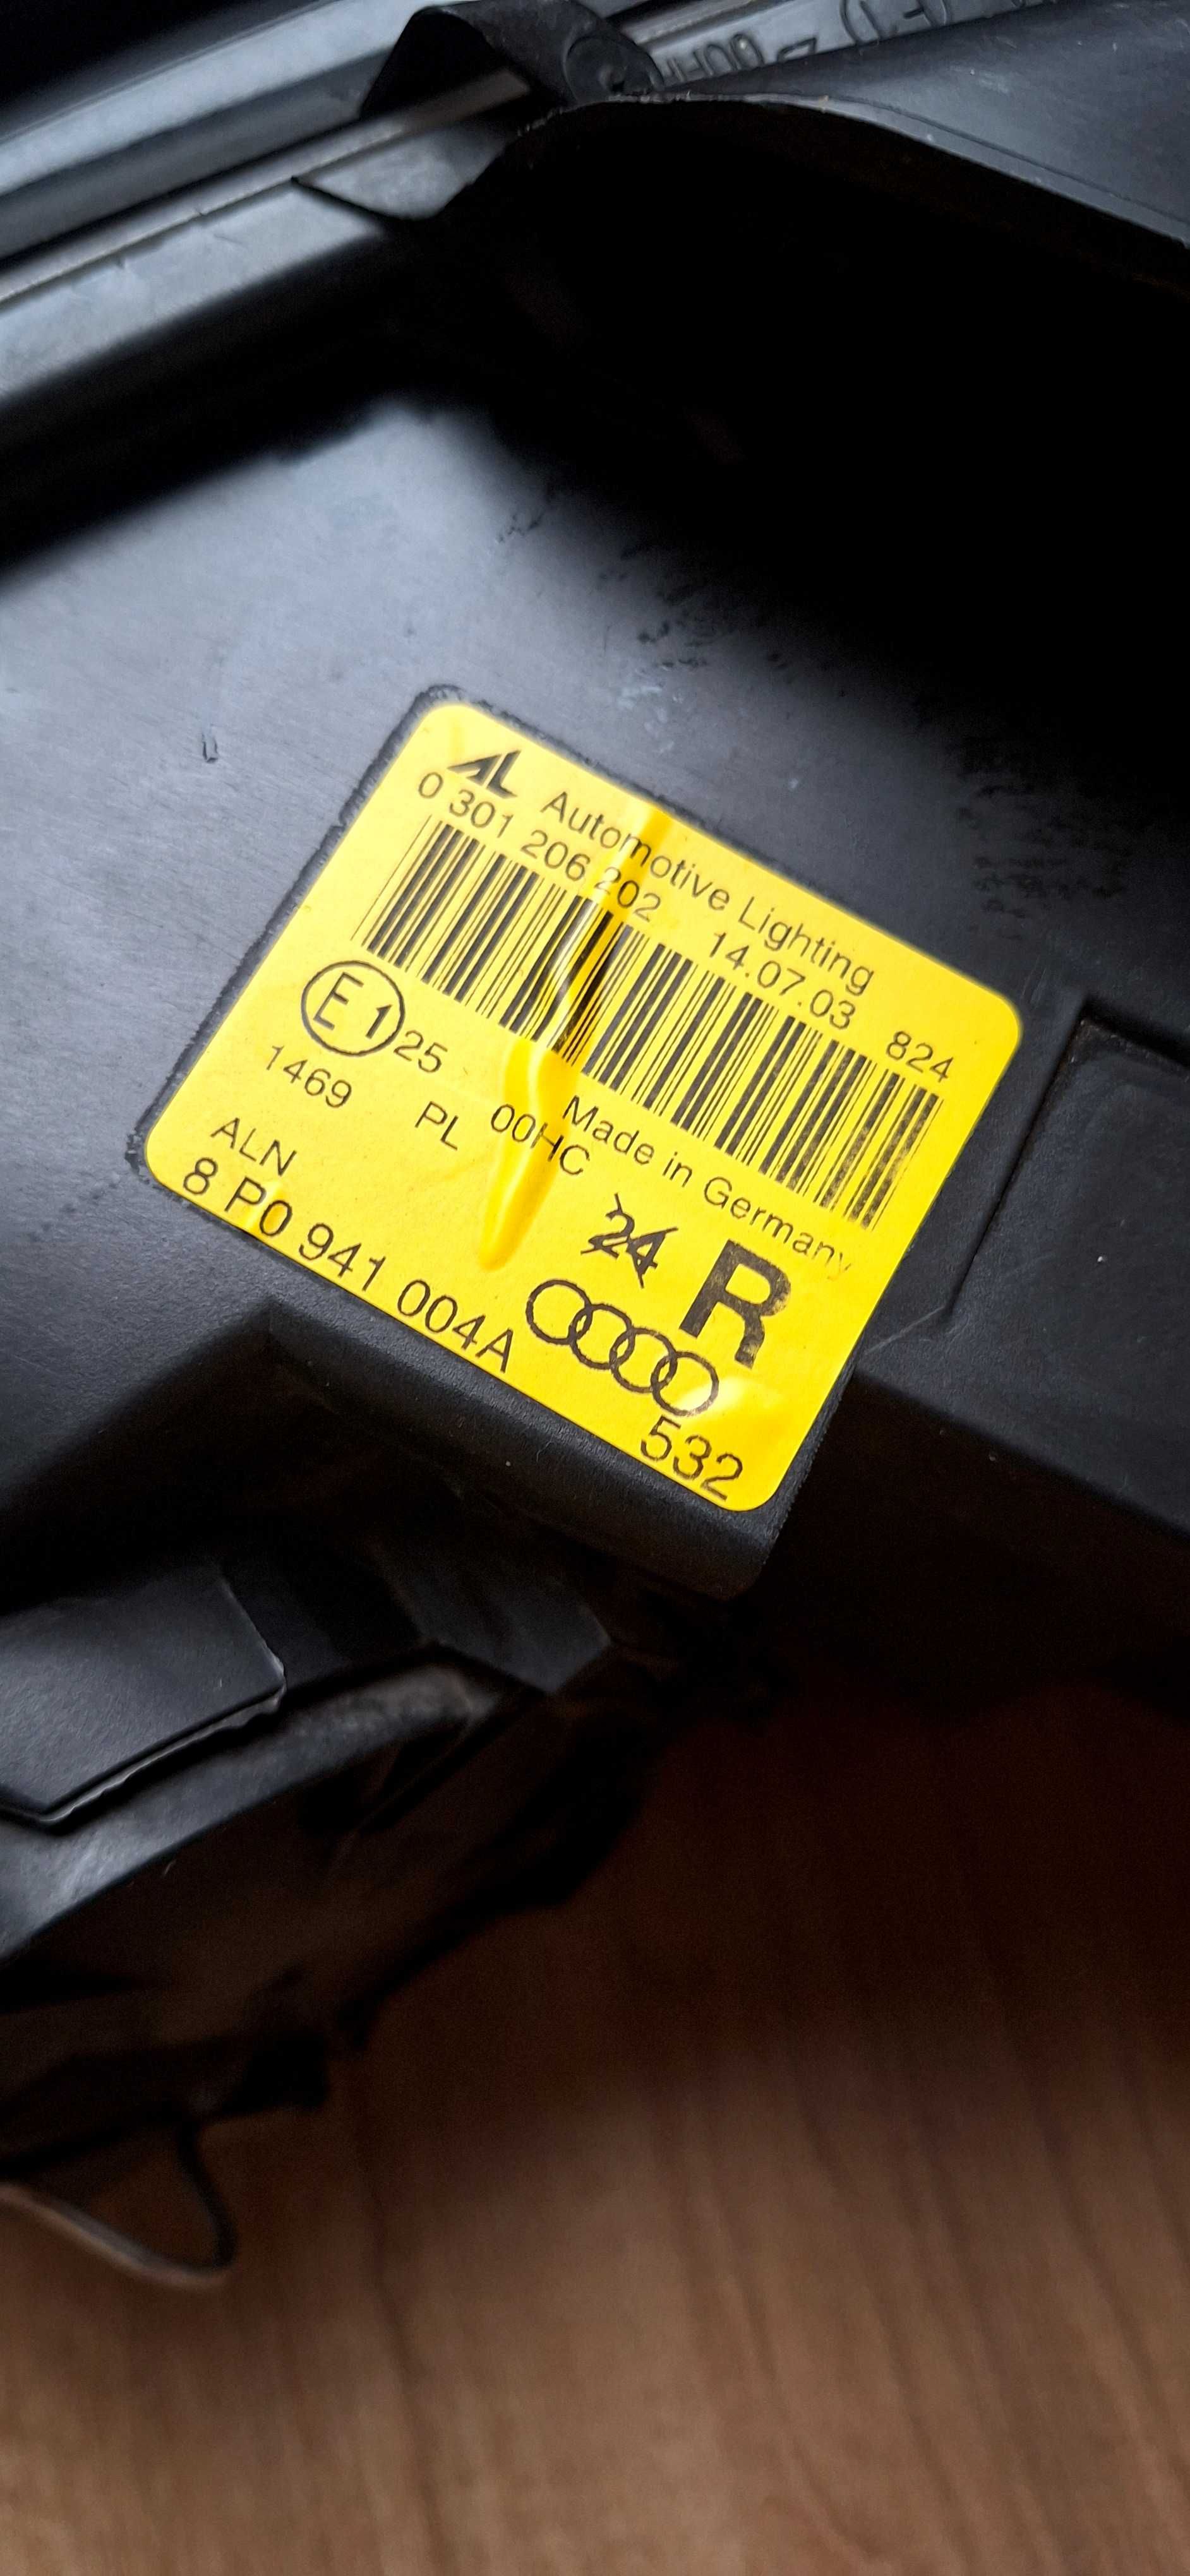 AL Automotive Lighting
0 301 206 202 14.07.03 824
E1 25 Made in Germany
1469 PL 00HC
ALN 24 R
8 P0 941 004A
532